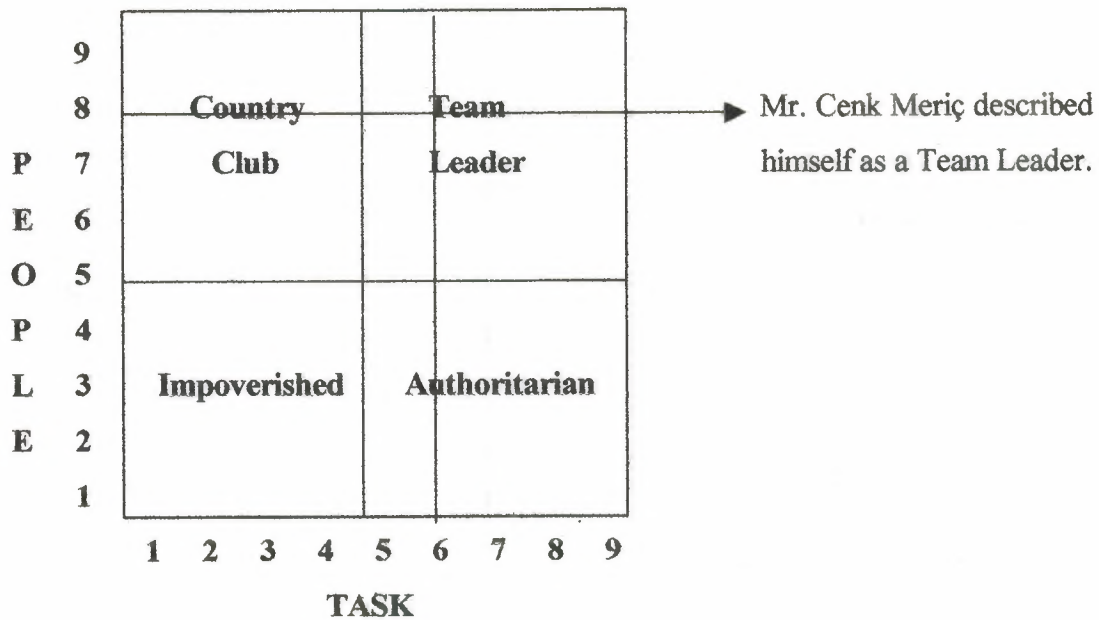 9
8 Country Team Mr. Cenk Meriç described
P 7 Club Leader himself as a Team Leader.
E 6
O 5
P 4
L 3 Impoverished Authoritarian
E 2
1
1 2 3 4 5 6 7 8 9
TASK